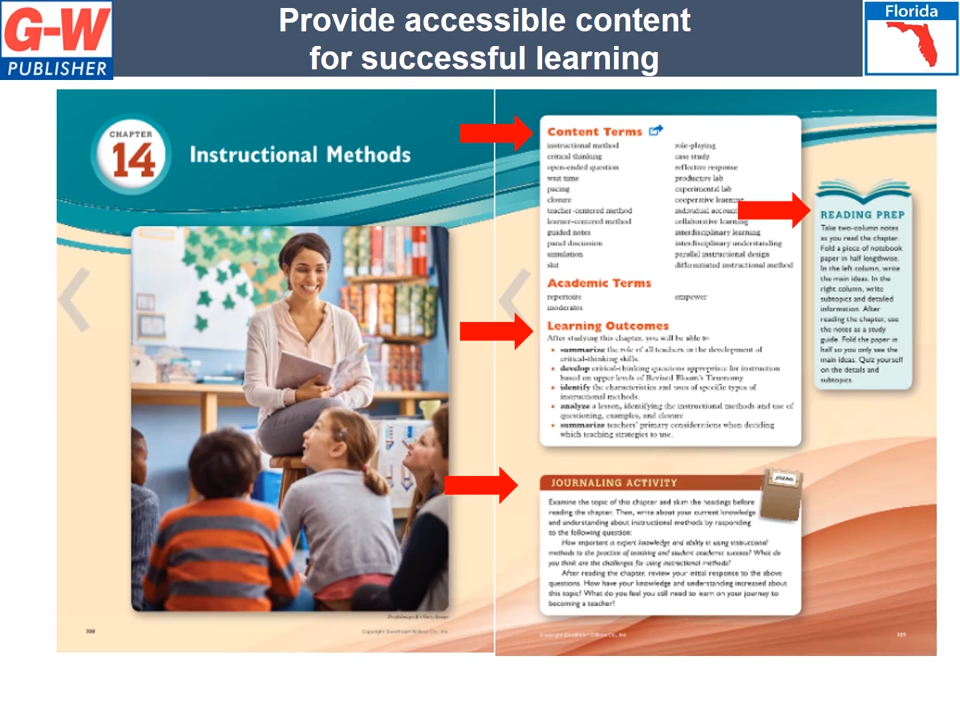 G-W
PUBLISHER
Provide accessible content
for successful learning
Florida
CHAPTER
14
Instructional Methods
Content Terms
instructional method
critical thinking
open-ended question
wait time
pacing
closure
teacher-centered method
learner-centered method
guided notes
panel discussion
simulation
skit
role-playing
case study
reflective response
productive lab
experimental lab
cooperative learning
individual
collaborative learning
interdisciplinary learning
interdisciplinary understanding
parallel instructional design
differentiated instructional method
Academic Terms
repertoire
moderates
empower
Learning Outcomes
After studying this chapter, you will be able to
• summarize the role of all teachers in the development of
critical-thinking skills.
• develop critical-thinking questions appropriate for instruction
based on upper levels of Revised Bloom's Taxonomy.
• identify the characteristics and uses of specific types of
instructional methods.
• analyze a lesson, identifying the instructional methods and use of
questioning, examples, and closure.
• summarize teachers' primary considerations when deciding
which teaching strategies to use.
READING PREP
Take two-column notes
as you read the chapter.
Fold a piece of notebook
paper in half lengthwise.
In the left column, write
the main ideas. In the
right column, write
subtopics and detailed
information. After
reading the chapter, use
the notes as a study
guide. Fold the paper in
half so you only see the
main ideas. Quiz yourself
on the details and
subtopics.
JOURNALING ACTIVITY
Examine the topic of this chapter and skim the headings before
reading the chapter. Then, write about your current knowledge
and understanding about instructional methods by responding
to the following question:
How important is expert knowledge and ability in using instructional
methods to the practice of teaching and student academic success? What do
you think are the challenges for using instructional methods?
After reading the chapter, review your initial response to the above
questions. How have your knowledge and understanding increased about
this topic? What do you feel you still need to learn on your journey to
becoming a teacher?
Copyright Goodheart-Willcox Co., Inc.
Copyright Goodheart-Willcox Co., Inc.